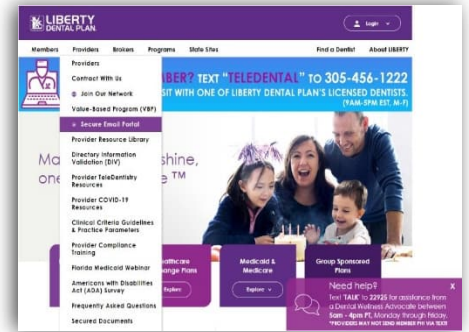 LIBERTY
DENTAL PLAN
Login
Members Providers Brokers Programs State Sites Find a Dentist About LIBERTY
Providers
Contract With Us
Join Our Network
Value-Based Program (VBP)
Secure Email Portal
Provider Resource Library
Directory Information
Validation (DIV)
Provider TeleDentistry
Resources
Provider COVID-19
Resources
Clinical Criteria Guidelines
& Practice Parameters
Provider Compliance
Training
Florida Medicaid Webinar
Americans with Disabilities
Act (ADA) Survey
Frequently Asked Questions
Secured Documents
MBER? TEXT "TELEDENTAL" TO 305-456-1222
SIT WITH ONE OF LIBERTY DENTAL PLAN'S LICENSED DENTISTS.
(9AM-5PM EST, M-F)
Ma shine,
one e ™
lthcare
nge Plans
Explore
Medicaid &
Medicare
Explore
Group Sponsored
Plans
Need help? X
Text 'TALK' to 22925 for assistance from
a Dental Wellness Advocate between
5am - 4pm PT, Monday through Friday.
*PROVIDERS MAY NOT SEND MEMBER PHI VIA TEXT!